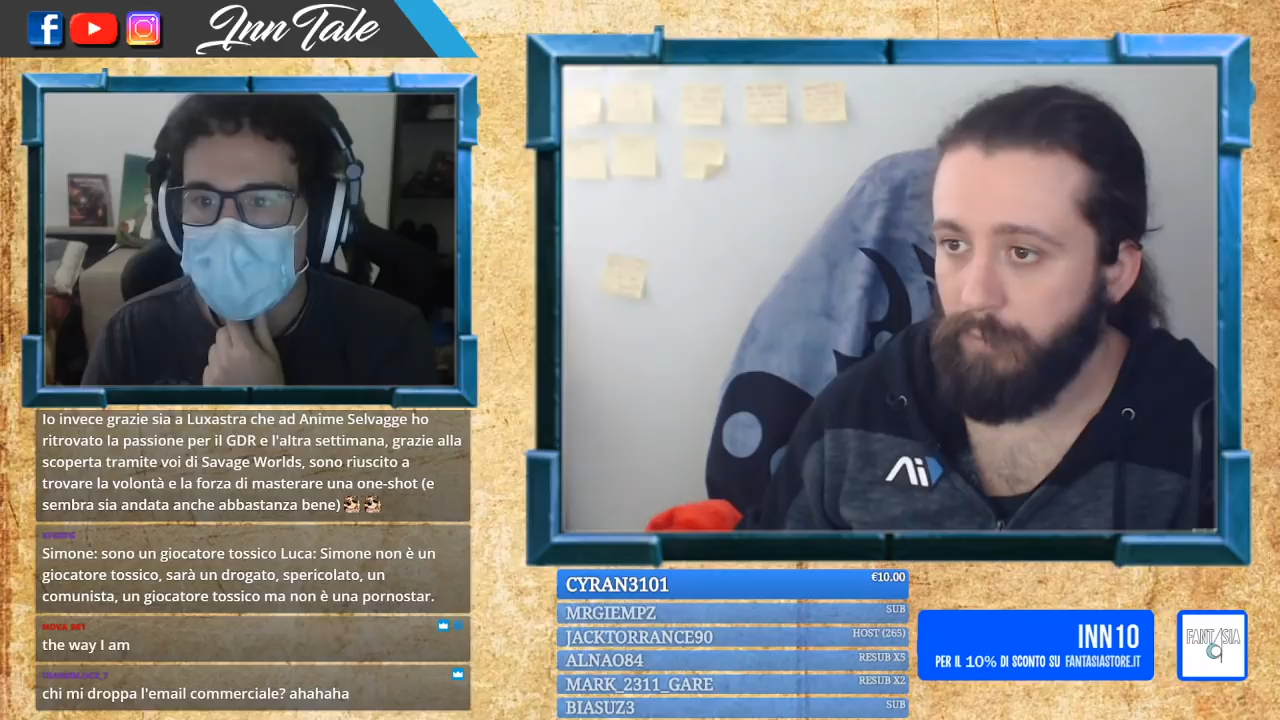 Inn Tale
Io invece grazie sia a Luxastra che ad Anime Selvagge ho
ritrovato la passione per il GDR e l'altra settimana, grazie alla
scoperta tramite voi di Savage Worlds, sono riuscito a
trovare la volontà e la forza di masterare una one-shot (e
sembra sia andata anche abbastanza bene)
Simone: sono un giocatore tossico Luca: Simone non è un
giocatore tossico, sarà un drogato, spericolato, un
comunista, un giocatore tossico ma non è una pornostar.
the way I am
chi mi droppa l'email commerciale? ahahaha
CYRAN3101 €10.00
MRGIEMPZ SUB
JACKTORRANCE90 HOST (265)
ALNAO84 RESUB X5
MARK_2311_GARE RESUB X2
BIASUZ3 SUB
INN10
PER IL 10% DI SCONTO SU FANTASIASTORE.IT
FANTASIA